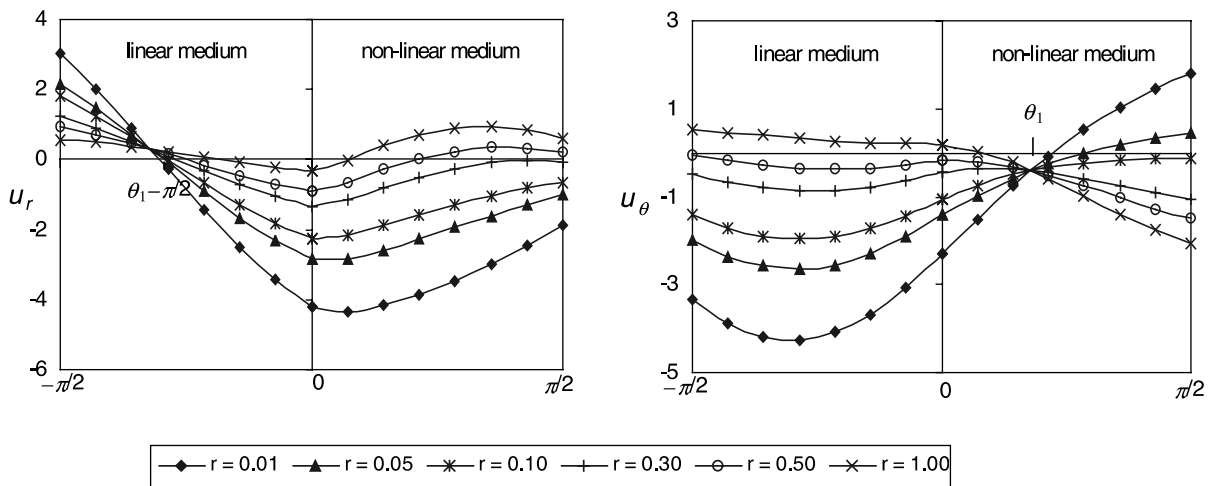 4
linear medium
non-linear medium
2
0
u_r
θ₁−π/2
-2
-4
-6
−π/2
0
π/2
3
linear medium
non-linear medium
1
θ₁
u_θ
-1
-3
-5
−π/2
0
π/2
r = 0.01 r = 0.05 r = 0.10 r = 0.30 r = 0.50 r = 1.00